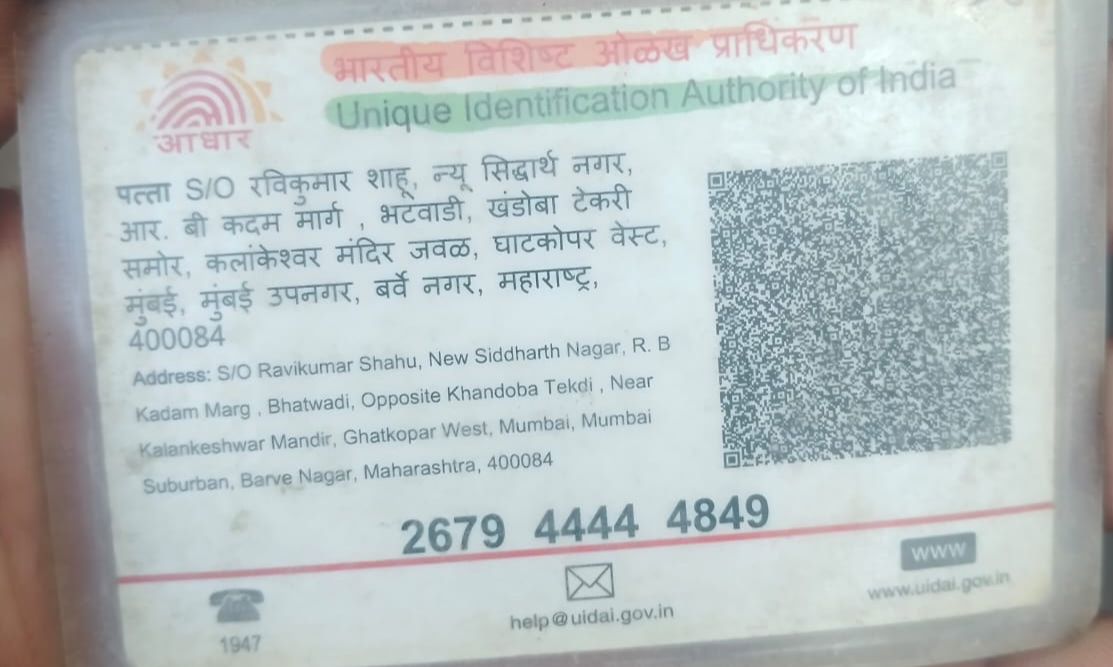 भारतीय विशिष्ट ओळख प्राधिकरण
Unique Identification Authority of India
आधार
पत्ता S/O रविकुमार शाहू, न्यू सिद्धार्थ नगर,
आर. बी कदम मार्ग , भटवाडी, खंडोबा टेकरी
समोर, कलांकेश्वर मंदिर जवळ, घाटकोपर वेस्ट,
मुंबई, मुंबई उपनगर, बर्वे नगर, महाराष्ट्र,
400084
Address: S/O Ravikumar Shahu, New Siddharth Nagar, R. B
Kadam Marg , Bhatwadi, Opposite Khandoba Tekdi , Near
Kalankeshwar Mandir, Ghatkopar West, Mumbai, Mumbai
Suburban, Barve Nagar, Maharashtra, 400084
2679 4444 4849
1947
help@uidai.gov.in
www
www.uidai.gov.in